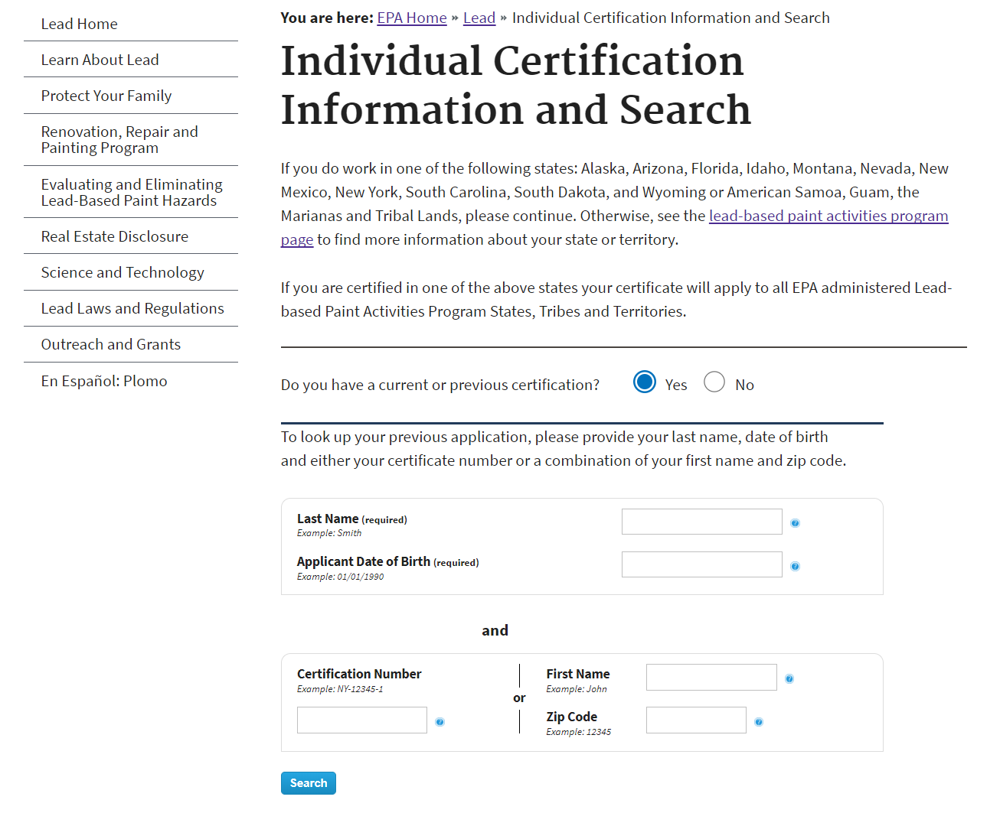 Lead Home
Learn About Lead
Protect Your Family
Renovation, Repair and
Painting Program
Evaluating and Eliminating
Lead-Based Paint Hazards
Real Estate Disclosure
Science and Technology
Lead Laws and Regulations
Outreach and Grants
En Español: Plomo
You are here: EPA Home » Lead » Individual Certification Information and Search
Individual Certification
Information and Search
If you do work in one of the following states: Alaska, Arizona, Florida, Idaho, Montana, Nevada, New
Mexico, New York, South Carolina, South Dakota, and Wyoming or American Samoa, Guam, the
Marianas and Tribal Lands, please continue. Otherwise, see the lead-based paint activities program
page to find more information about your state or territory.
If you are certified in one of the above states your certificate will apply to all EPA administered Lead-
based Paint Activities Program States, Tribes and Territories.
Do you have a current or previous certification? Yes No
To look up your previous application, please provide your last name, date of birth
and either your certificate number or a combination of your first name and zip code.
Last Name (required)
Example: Smith
?
Applicant Date of Birth (required)
Example: 01/01/1990
?
and
Certification Number
Example: NY-12345-1
?
or
First Name
Example: John
?
Zip Code
Example: 12345
?
Search